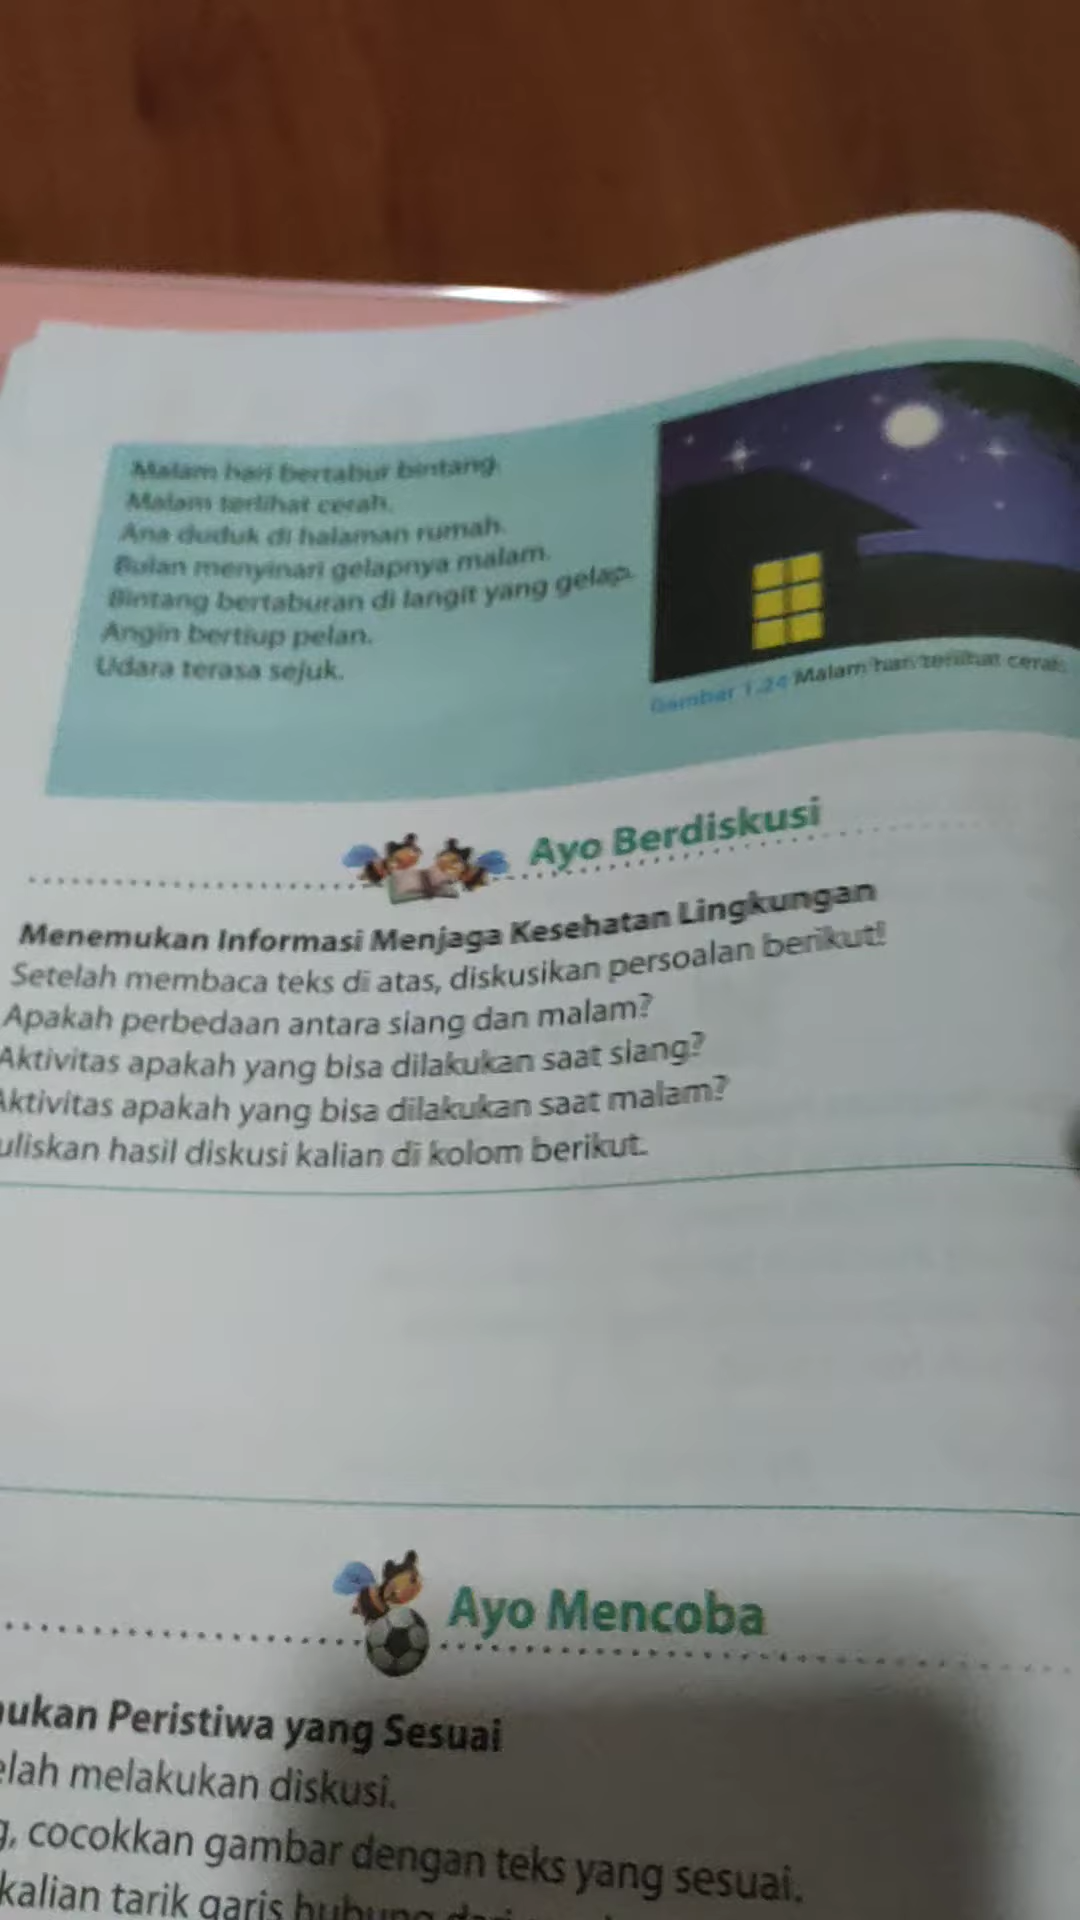 Malam hari bertabur bintang.
Malam terlihat cerah.
Ana duduk di halaman rumah.
Bulan menyinari gelapnya malam.
Bintang bertaburan di langit yang gelap.
Angin bertiup pelan.
Udara terasa sejuk.
Gambar 1.24 Malam hari terlihat cerah.
Ayo Berdiskusi
Menemukan Informasi Menjaga Kesehatan Lingkungan
Setelah membaca teks di atas, diskusikan persoalan berikut!
Apakah perbedaan antara siang dan malam?
Aktivitas apakah yang bisa dilakukan saat siang?
Aktivitas apakah yang bisa dilakukan saat malam?
uliskan hasil diskusi kalian di kolom berikut.
Ayo Mencoba
ukan Peristiwa yang Sesuai
elah melakukan diskusi.
g, cocokkan gambar dengan teks yang sesuai.
kalian tarik garis hubung